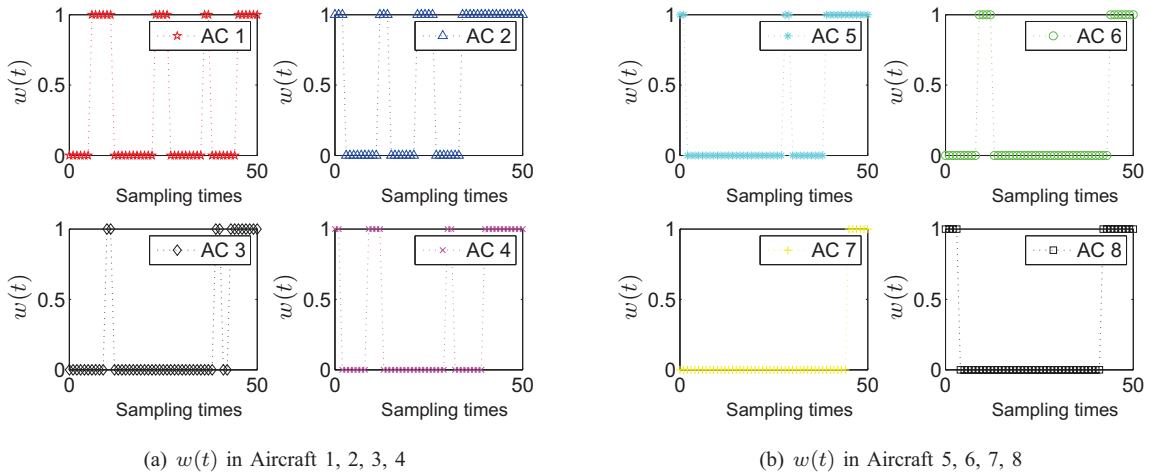 1
0.5
0
w(t)
AC 1
0
50
Sampling times
1
0.5
0
w(t)
AC 2
0
50
Sampling times
1
0.5
0
w(t)
AC 5
0
50
Sampling times
1
0.5
0
w(t)
AC 6
0
50
Sampling times
1
0.5
0
w(t)
AC 3
0
50
Sampling times
1
0.5
0
w(t)
AC 4
0
50
Sampling times
1
0.5
0
w(t)
AC 7
0
50
Sampling times
1
0.5
0
w(t)
AC 8
0
50
Sampling times
(a) w(t) in Aircraft 1, 2, 3, 4
(b) w(t) in Aircraft 5, 6, 7, 8